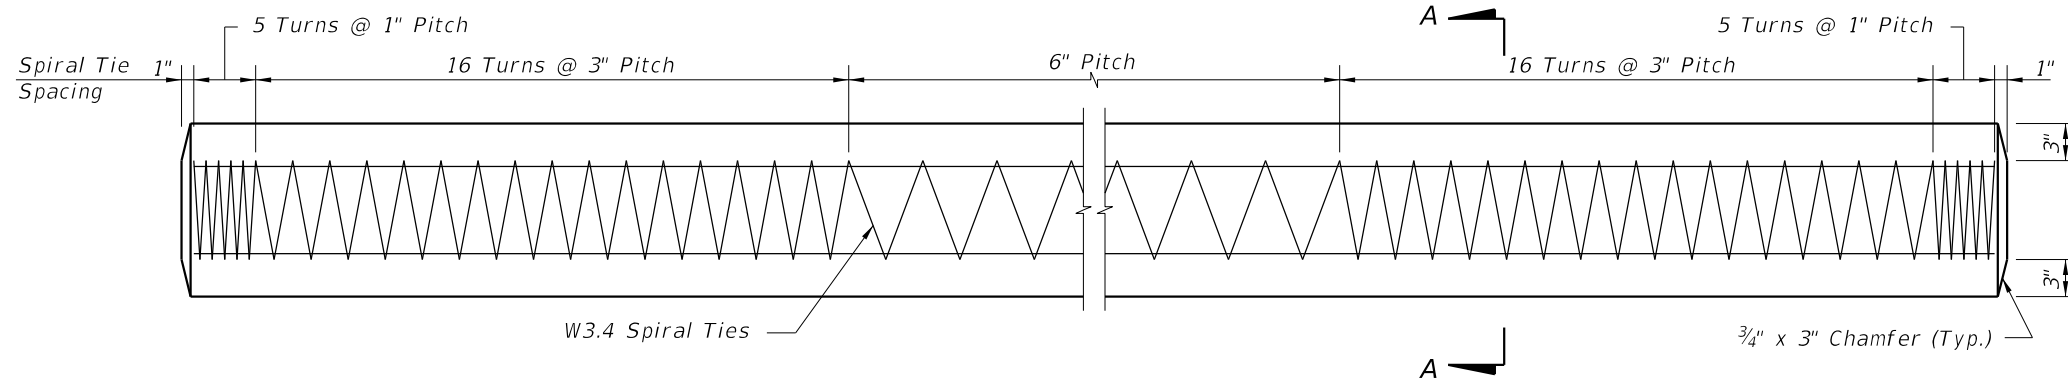 A
5 Turns @ 1" Pitch
5 Turns @ 1" Pitch
Spiral Tie
Spacing
1"
16 Turns @ 3" Pitch
6" Pitch
16 Turns @ 3" Pitch
1"
3"
3"
W3.4 Spiral Ties
¾" x 3" Chamfer (Typ.)
A